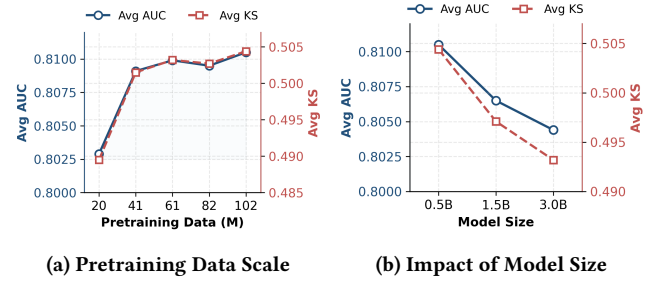 Avg AUC Avg KS
0.8100
0.8075
0.8050
0.8025
0.8000
Avg AUC
0.505
0.500
0.495
0.490
0.485
Avg KS
20 41 61 82 102
Pretraining Data (M)
(a) Pretraining Data Scale
Avg AUC Avg KS
0.8100
0.8075
0.8050
0.8025
0.8000
Avg AUC
0.505
0.500
0.495
0.490
Avg KS
0.5B 1.5B 3.0B
Model Size
(b) Impact of Model Size